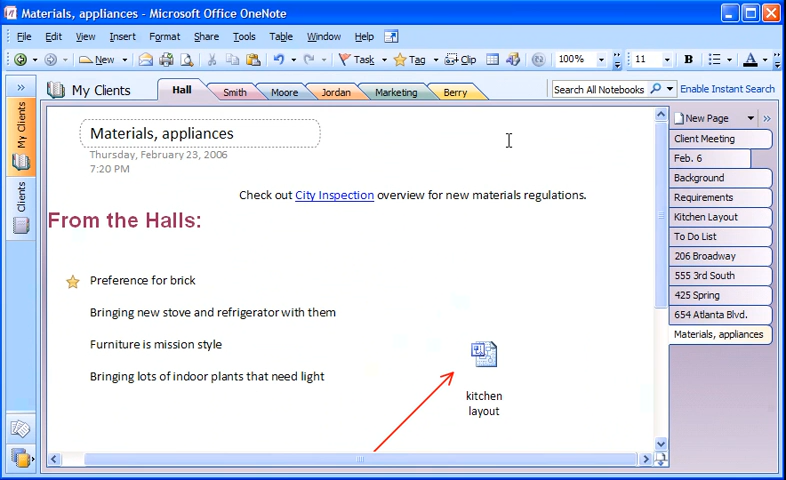 Materials, appliances - Microsoft Office OneNote
File Edit View Insert Format Share Tools Table Window Help
New Task Tag Clip 100% 11 B A
My Clients Hall Smith Moore Jordan Marketing Berry Search All Notebooks Enable Instant Search
My Clients
Clients
Materials, appliances
Thursday, February 23, 2006
7:20 PM
Check out City Inspection overview for new materials regulations.
From the Halls:
Preference for brick
Bringing new stove and refrigerator with them
Furniture is mission style
Bringing lots of indoor plants that need light
kitchen
layout
New Page
Client Meeting
Feb. 6
Background
Requirements
Kitchen Layout
To Do List
206 Broadway
555 3rd South
425 Spring
654 Atlanta Blvd.
Materials, appliances